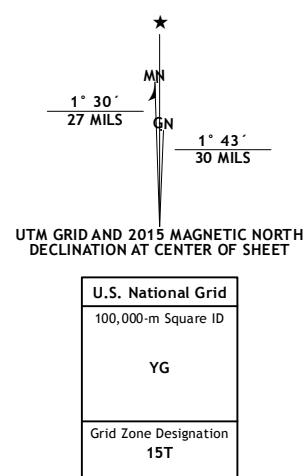 ★
MN
1° 30´
27 MILS
GN
1° 43´
30 MILS
UTM GRID AND 2015 MAGNETIC NORTH
DECLINATION AT CENTER OF SHEET
U.S. National Grid
100,000-m Square ID
YG
Grid Zone Designation
15T